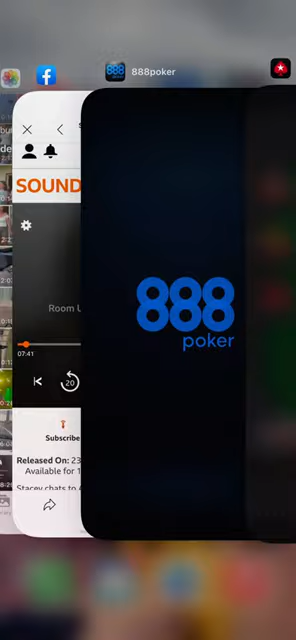 888poker
SOUND
Room U
07:41
20
Subscribe
Released On: 23
Available for 1
Stacey chats to A
888
poker